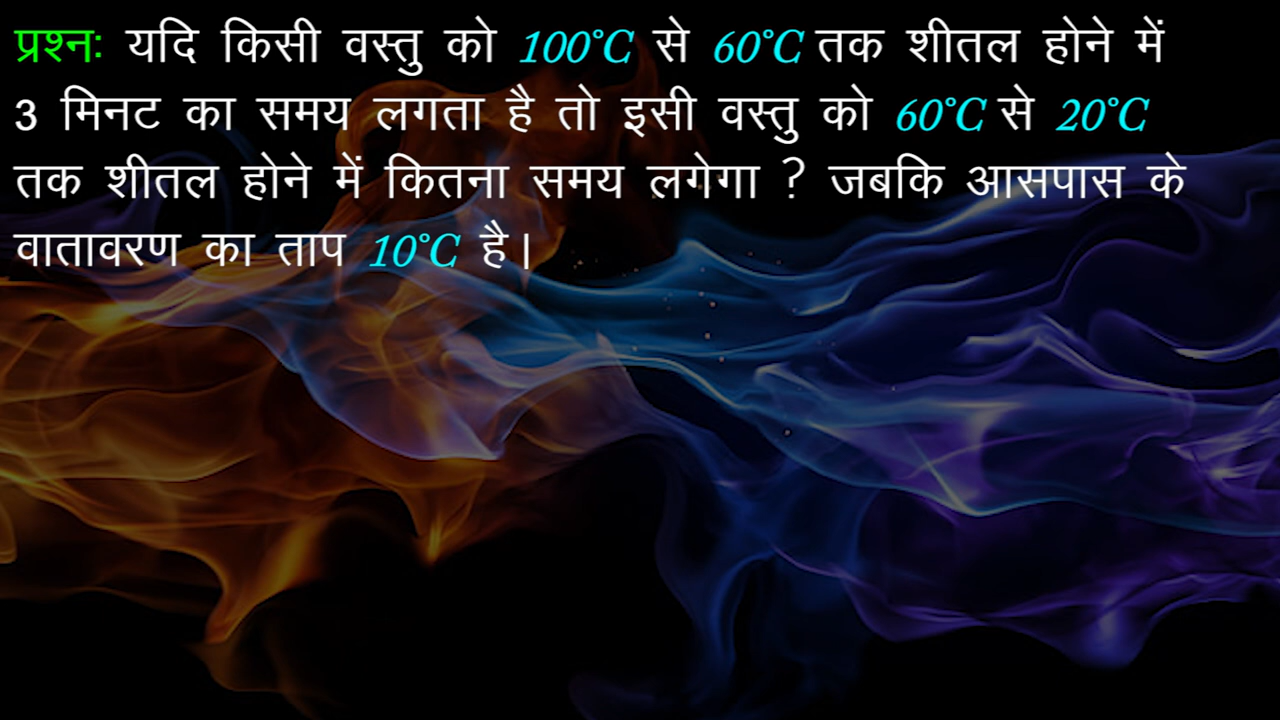 प्रश्नः यदि किसी वस्तु को 100°C से 60°C तक शीतल होने में
3 मिनट का समय लगता है तो इसी वस्तु को 60°C से 20°C
तक शीतल होने में कितना समय लगेगा ? जबकि आसपास के
वातावरण का ताप 10°C है।